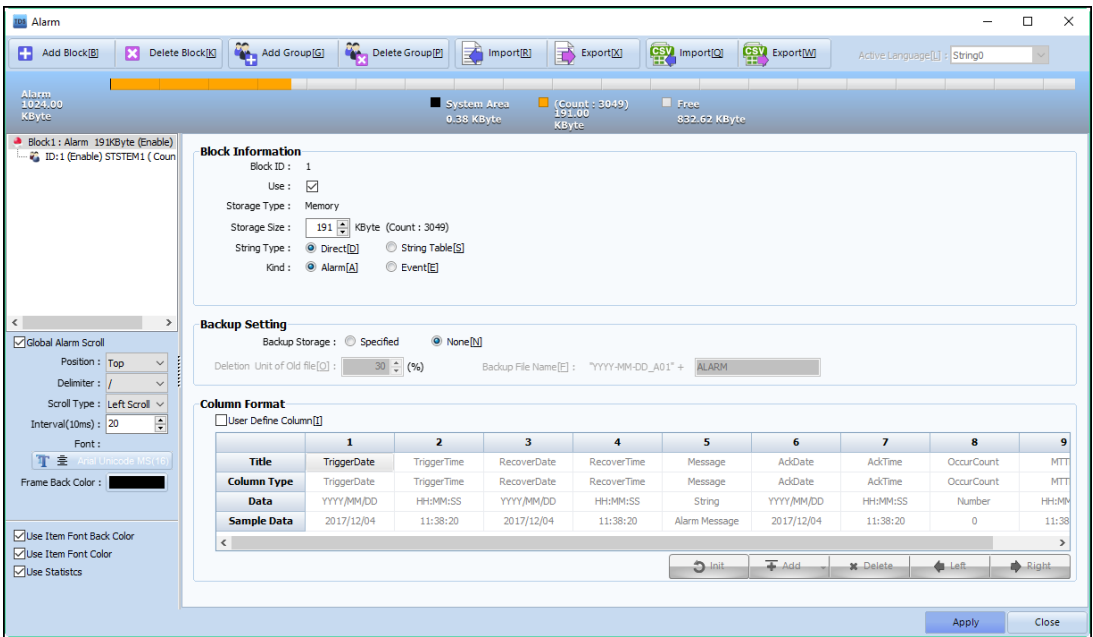 IDS Alarm
Add Block[B] Delete Block[K] Add Group[G] Delete Group[P] Import[R] Export[X] CSV Import[Q] CSV Export[W] Active Language[L] : String0
Alarm
1024.00
KByte
System Area
0.38 KByte
(Count : 3049)
191.00
KByte
Free
832.62 KByte
Block1 : Alarm 191KByte (Enable)
ID:1 (Enable) STSTEM1 ( Coun
Block Information
Block ID : 1
Use :
Storage Type : Memory
Storage Size : 191 KByte (Count : 3049)
String Type : Direct[D] String Table[S]
Kind : Alarm[A] Event[E]
Backup Setting
Backup Storage : Specified None[N]
Deletion Unit of Old file[O] : 30 (%) Backup File Name[F] : "YYYY-MM-DD_A01" + ALARM
Global Alarm Scroll
Position : Top
Delimiter : /
Scroll Type : Left Scroll
Interval(10ms) : 20
Font :
T Arial Unicode MS(16)
Frame Back Color :
Use Item Font Back Color
Use Item Font Color
Use Statistcs
Column Format
User Define Column[I]
1 2 3 4 5 6 7 8 9
Title TriggerDate TriggerTime RecoverDate RecoverTime Message AckDate AckTime OccurCount MTT
Column Type TriggerDate TriggerTime RecoverDate RecoverTime Message AckDate AckTime OccurCount MTT
Data YYYY/MM/DD HH:MM:SS YYYY/MM/DD HH:MM:SS String YYYY/MM/DD HH:MM:SS Number HH:MM
Sample Data 2017/12/04 11:38:20 2017/12/04 11:38:20 Alarm Message 2017/12/04 11:38:20 0 11:38
Init Add Delete Left Right
Apply Close